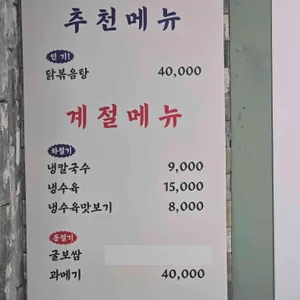 추천메뉴
인기!
닭볶음탕 40,000
계절메뉴
하절기
냉칼국수 9,000
냉수육 15,000
냉수육맛보기 8,000
동절기
굴보쌈
과메기 40,000